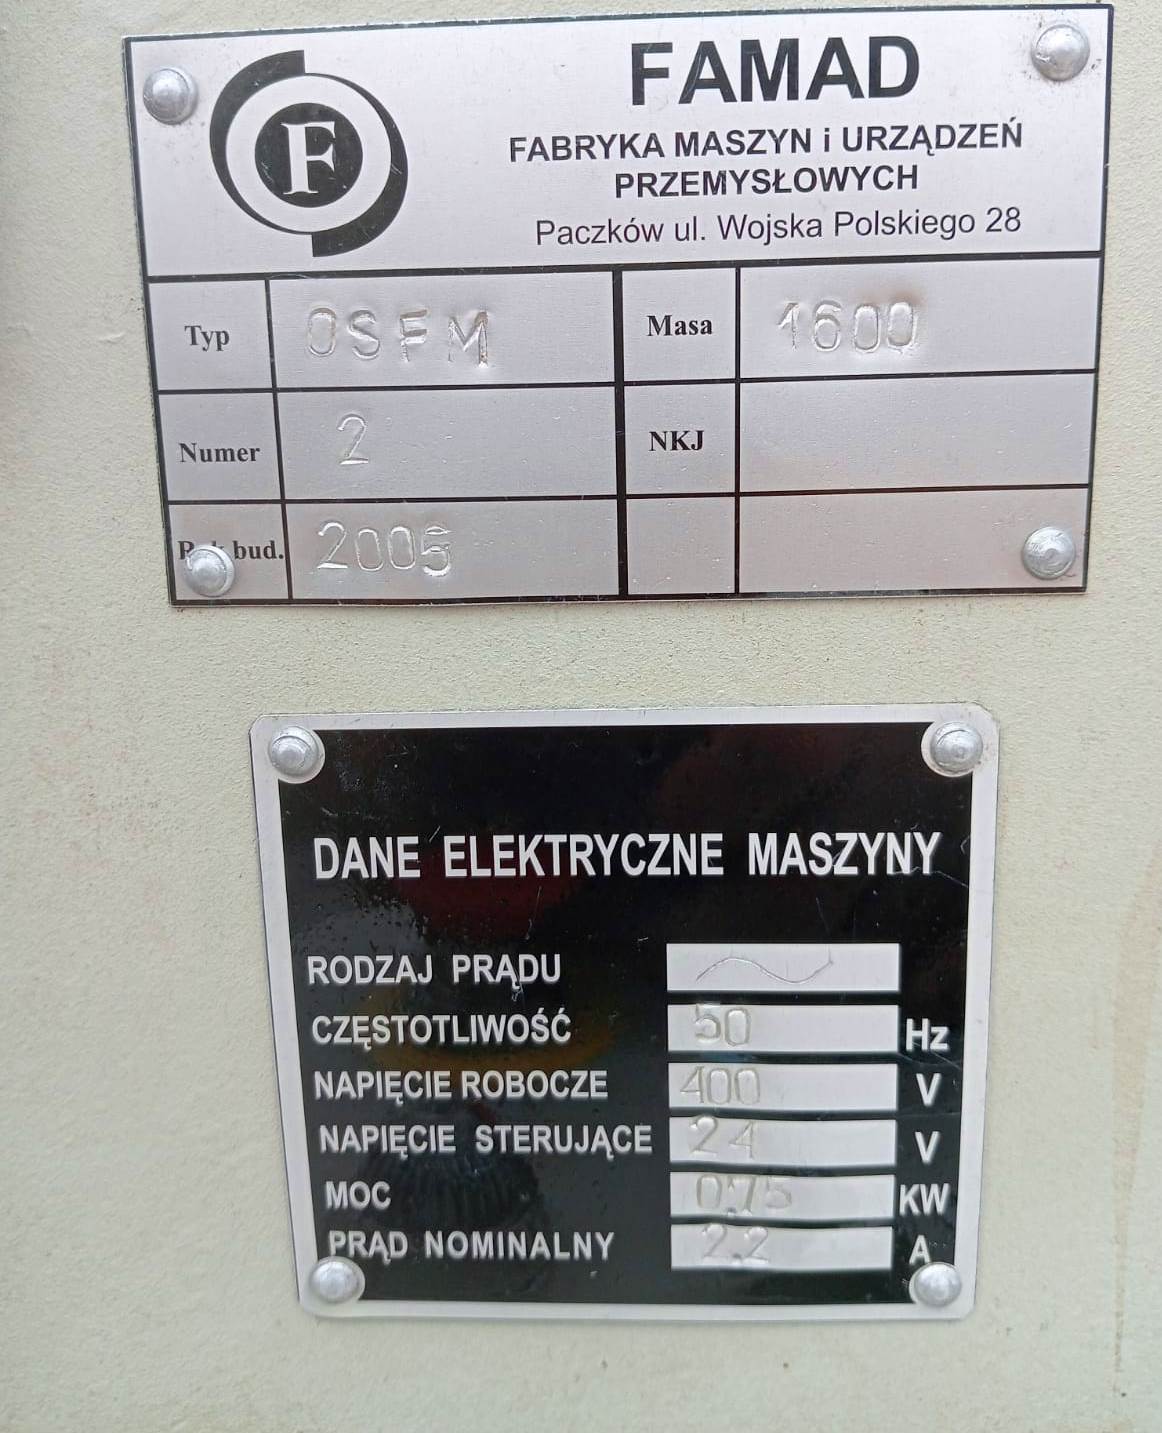 F
FAMAD
FABRYKA MASZYN i URZĄDZEŃ
PRZEMYSŁOWYCH
Paczków ul. Wojska Polskiego 28
Typ OSFM Masa 1600
Numer 2 NKJ
Rok bud. 2005
DANE ELEKTRYCZNE MASZYNY
RODZAJ PRĄDU ~
CZĘSTOTLIWOŚĆ 50 Hz
NAPIĘCIE ROBOCZE 400 V
NAPIĘCIE STERUJĄCE 24 V
MOC 0,75 KW
PRĄD NOMINALNY 2,2 A